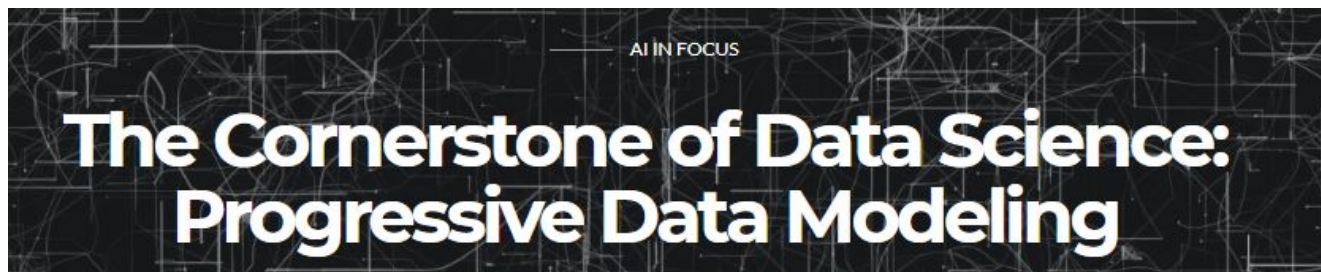 AI IN FOCUS
The Cornerstone of Data Science:
Progressive Data Modeling